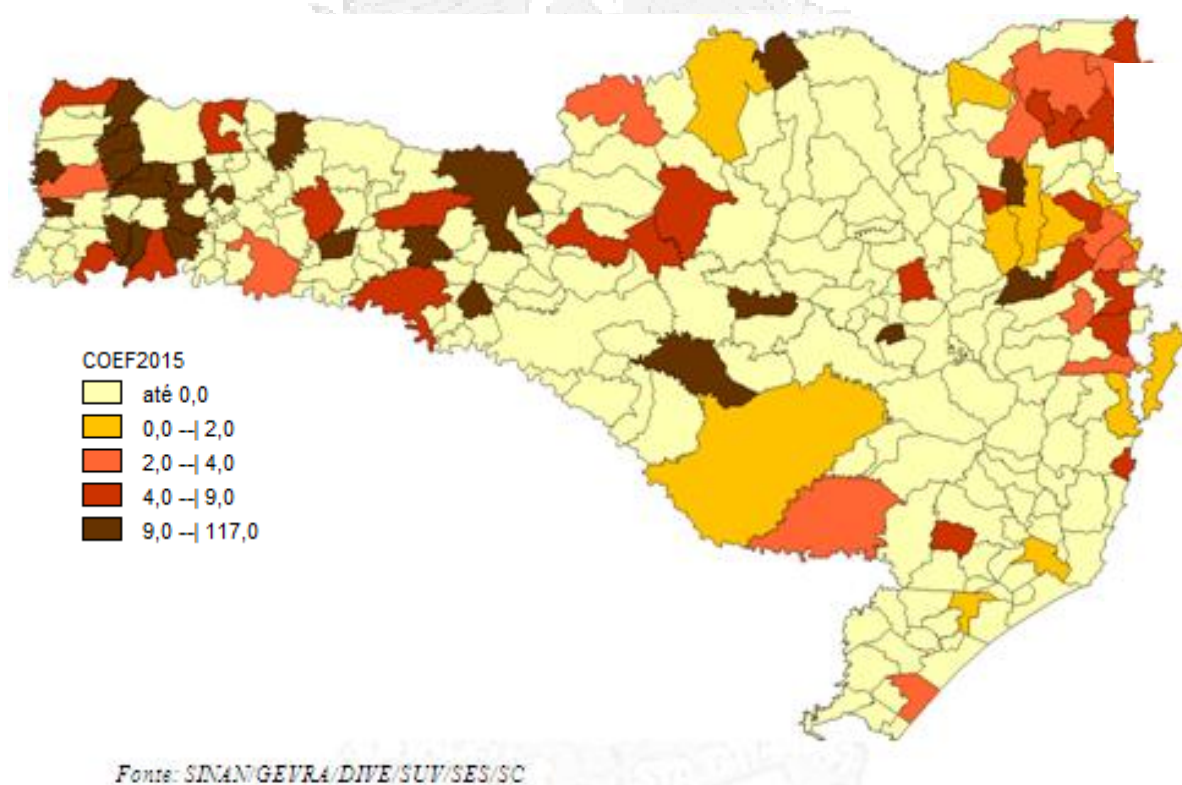 COEF2015
até 0,0
0,0 --| 2,0
2,0 --| 4,0
4,0 --| 9,0
9,0 --| 117,0
Fonte: SINAN/GEVRA/DIVE/SUV/SES/SC